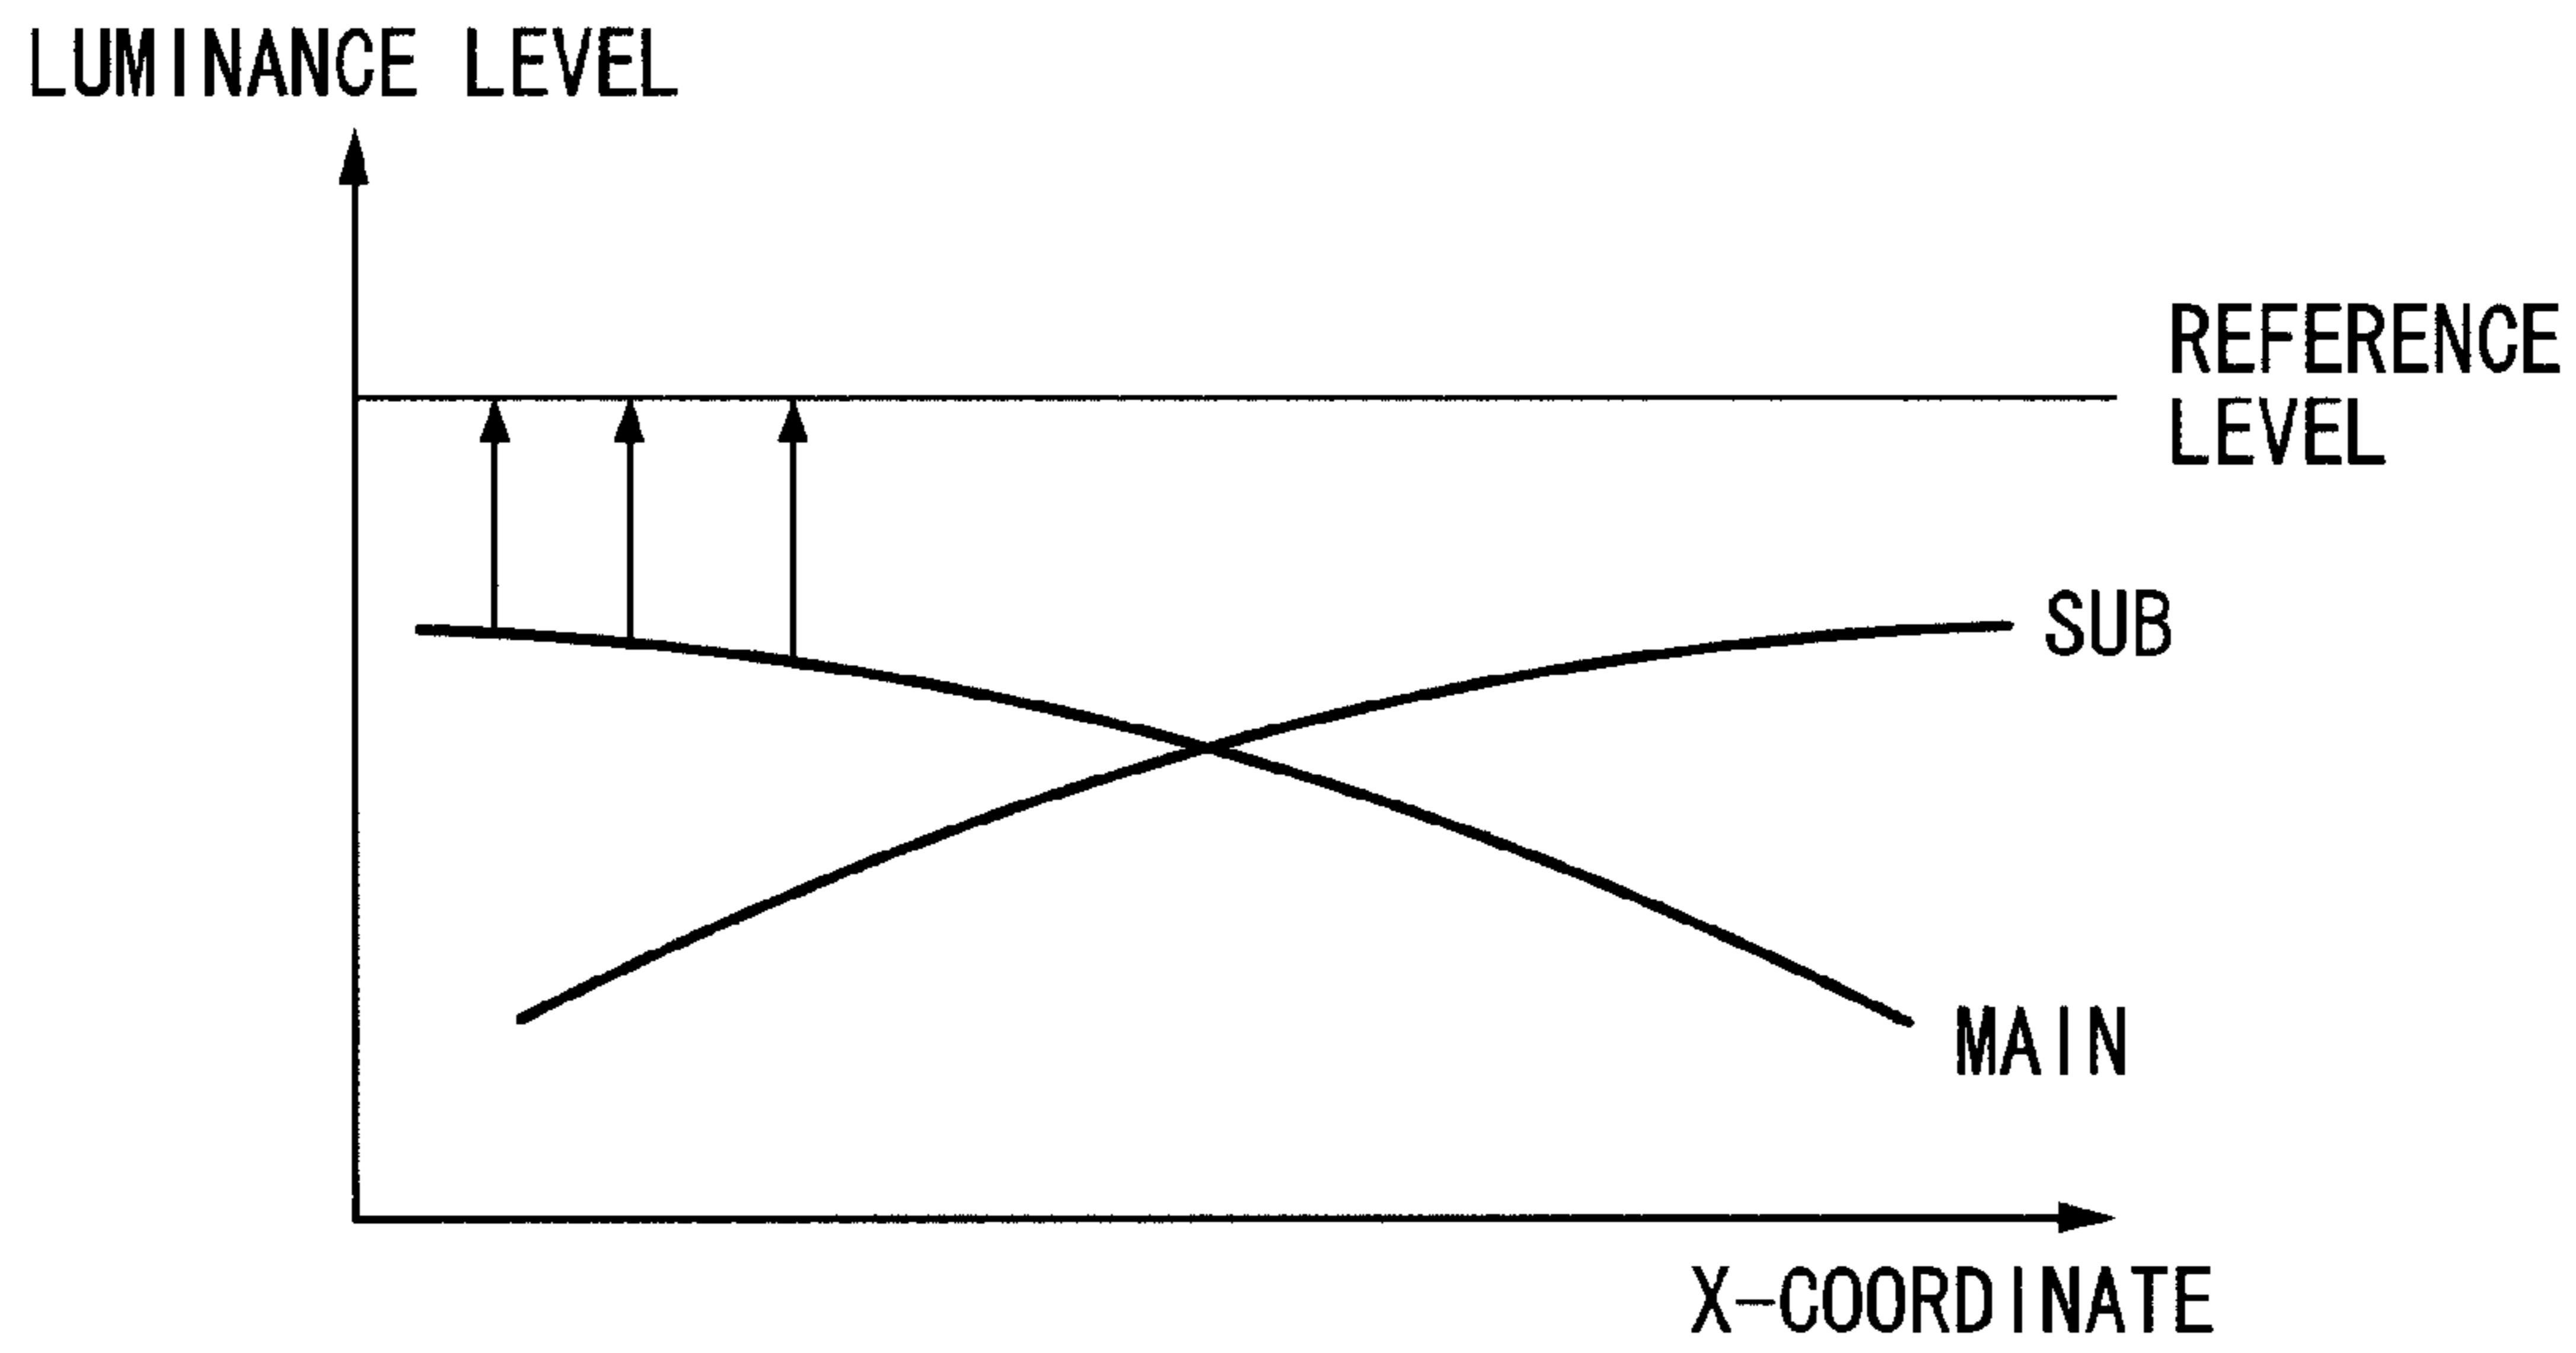 LUMINANCE LEVEL
REFERENCE
LEVEL
SUB
MAIN
X-COORDINATE